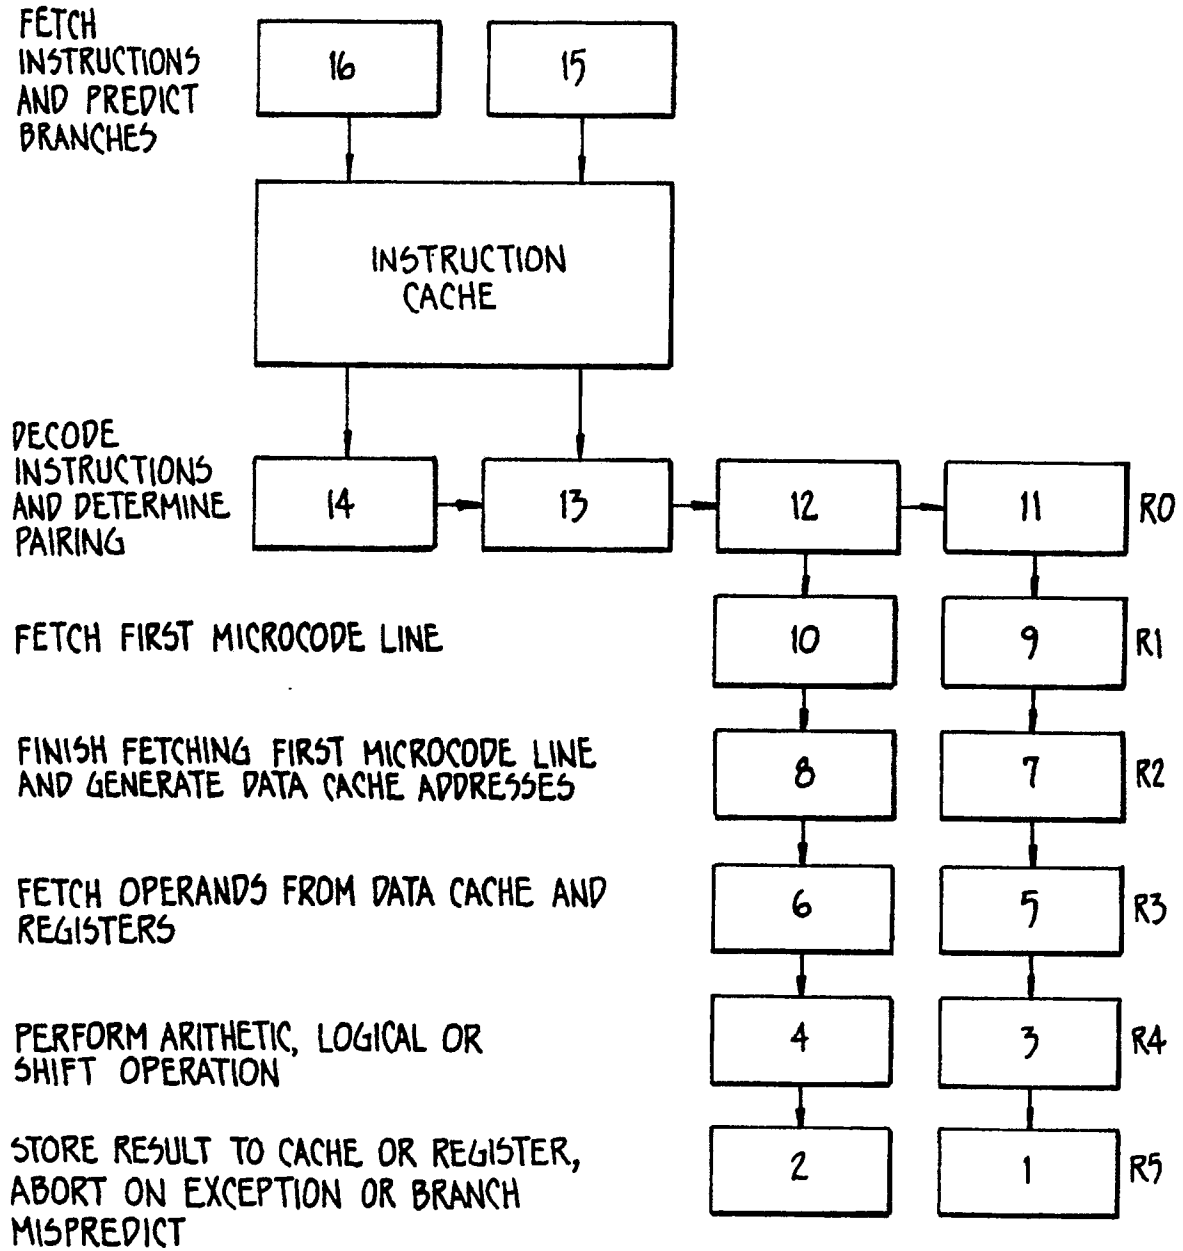 FETCH
INSTRUCTIONS
AND PREDICT
BRANCHES
16
15
INSTRUCTION
CACHE
DECODE
INSTRUCTIONS
AND DETERMINE
PAIRING
14
13
12
11
R0
FETCH FIRST MICROCODE LINE
10
9
R1
FINISH FETCHING FIRST MICROCODE LINE
AND GENERATE DATA CACHE ADDRESSES
8
7
R2
FETCH OPERANDS FROM DATA CACHE AND
REGISTERS
6
5
R3
PERFORM ARITHETIC, LOGICAL OR
SHIFT OPERATION
4
3
R4
STORE RESULT TO CACHE OR REGISTER,
ABORT ON EXCEPTION OR BRANCH
MISPREDICT
2
1
R5